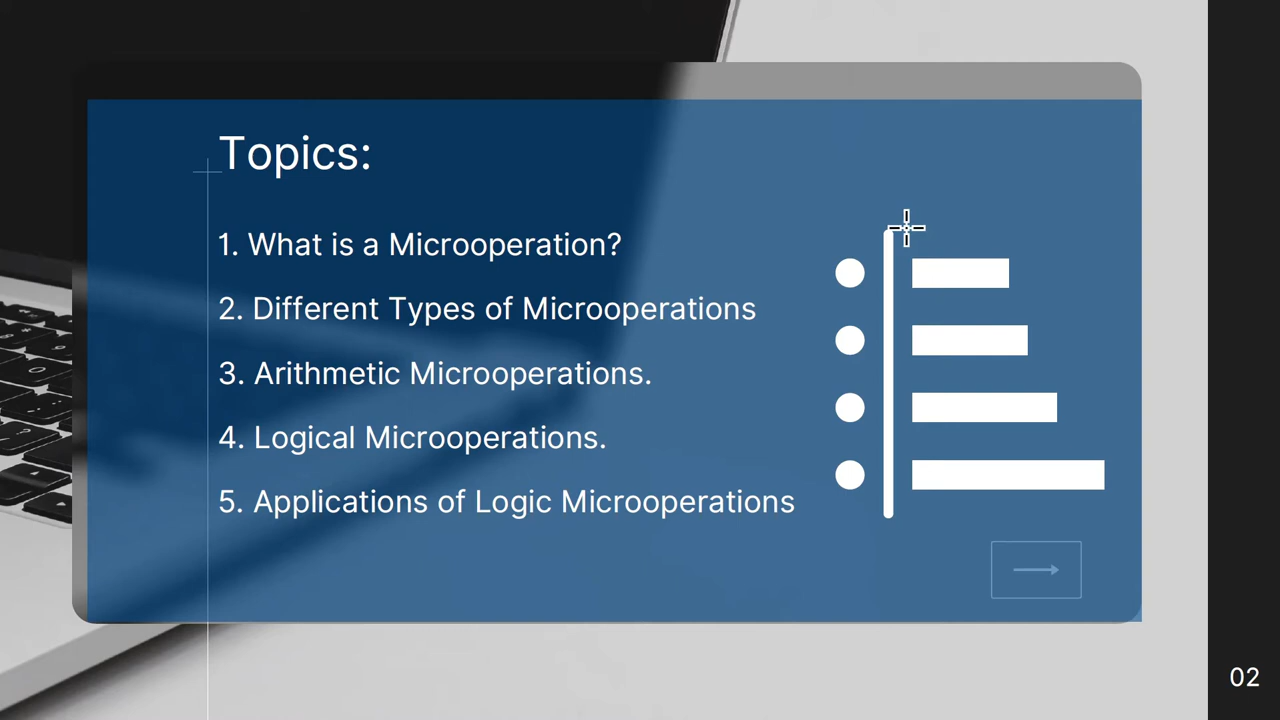 Topics:
1. What is a Microoperation?
2. Different Types of Microoperations
3. Arithmetic Microoperations.
4. Logical Microoperations.
5. Applications of Logic Microoperations
02